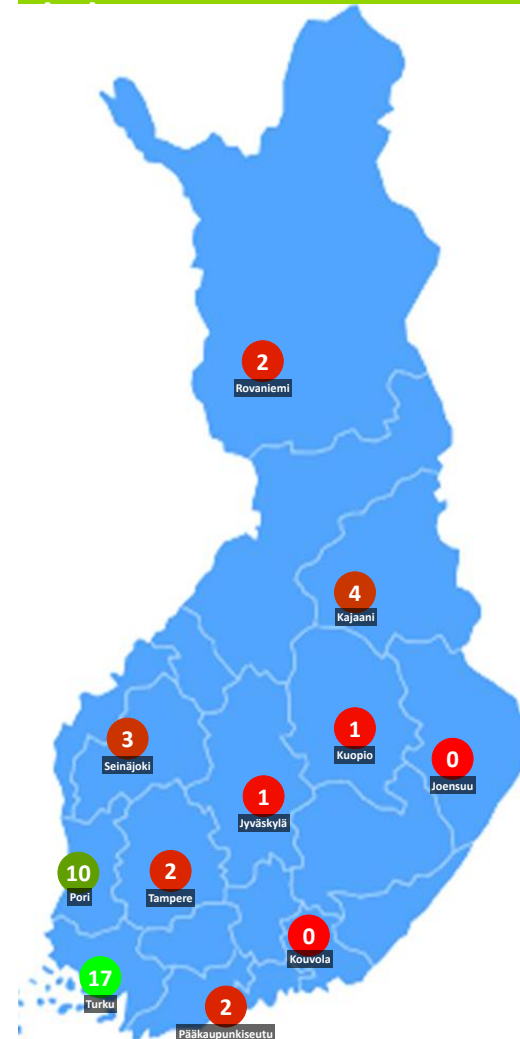 2
Rovaniemi
4
Kajaani
3
Seinäjoki
1
Kuopio
0
Joensuu
1
Jyväskylä
10
Pori
2
Tampere
0
Kouvola
17
Turku
2
Pääkaupunkiseutu